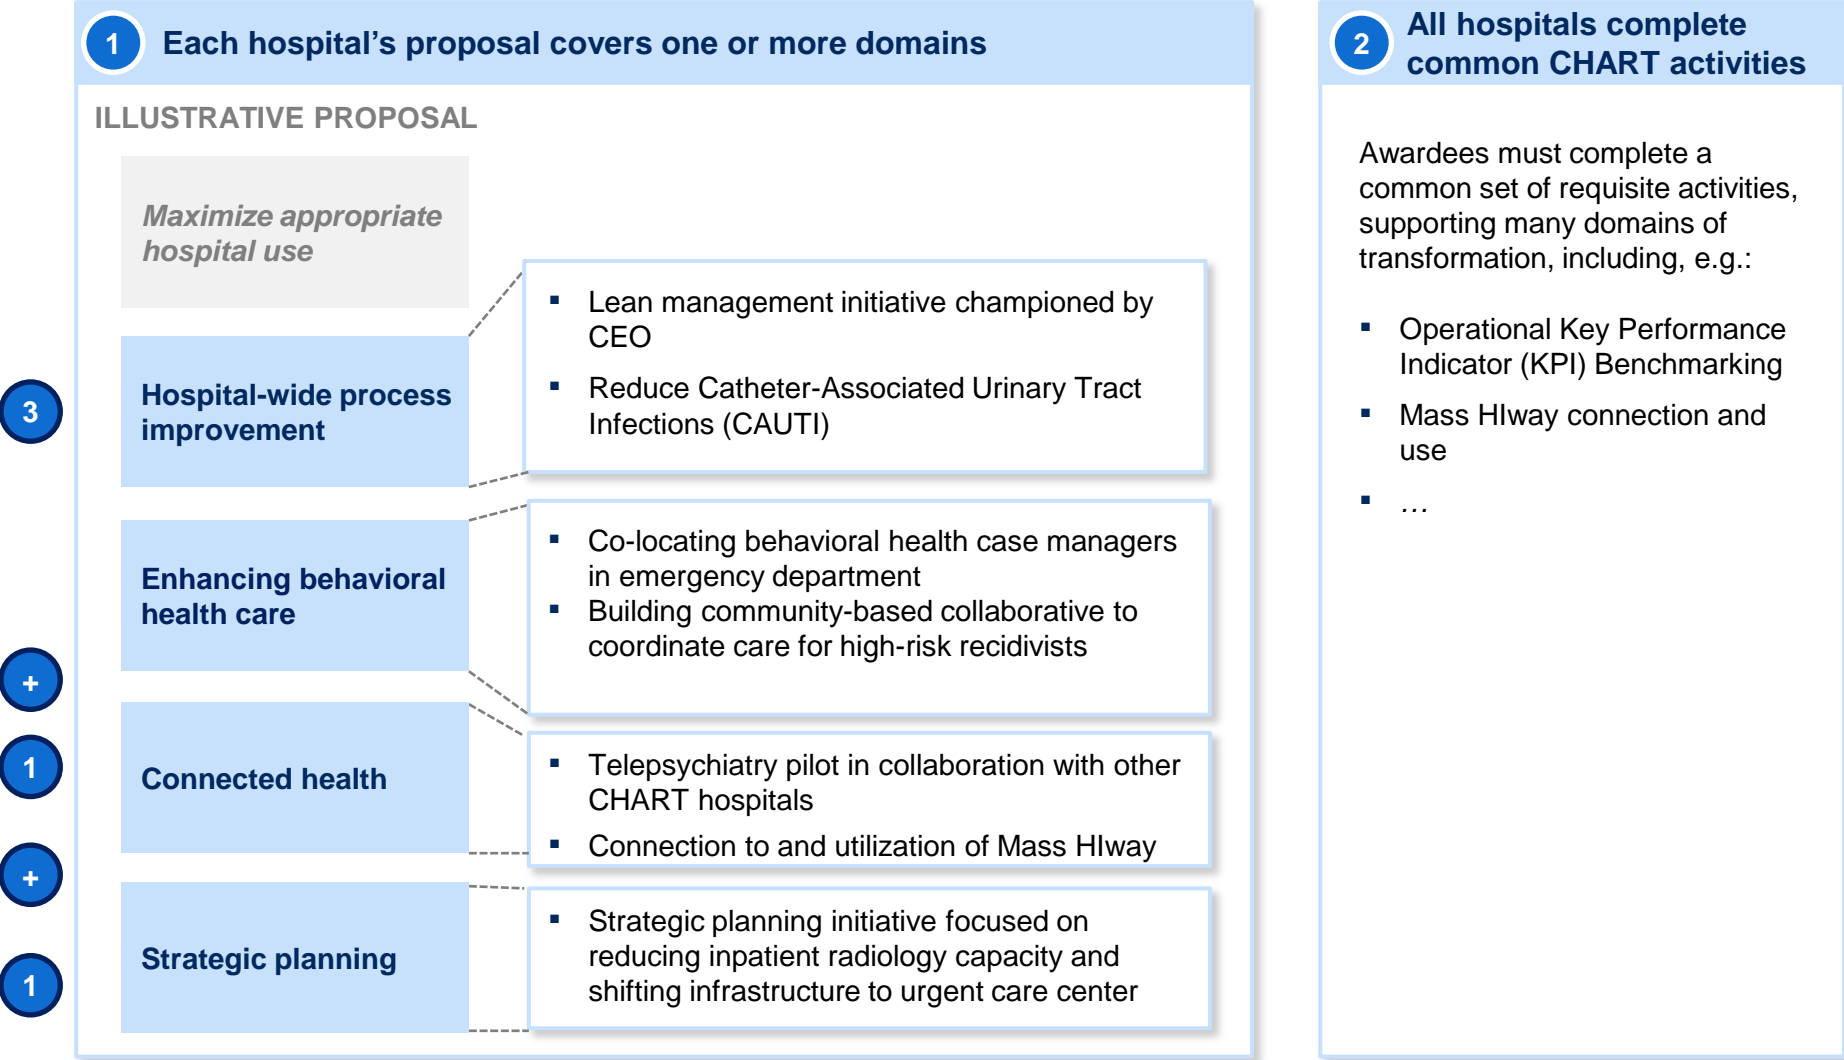 1
Each hospital’s proposal covers one or more domains
ILLUSTRATIVE PROPOSAL
Maximize appropriate
hospital use
3
Hospital-wide process
improvement
▪ Lean management initiative championed by
CEO
▪ Reduce Catheter-Associated Urinary Tract
Infections (CAUTI)
Enhancing behavioral
health care
▪ Co-locating behavioral health case managers
in emergency department
▪ Building community-based collaborative to
coordinate care for high-risk recidivists
+
1
Connected health
▪ Telepsychiatry pilot in collaboration with other
CHART hospitals
▪ Connection to and utilization of Mass HIway
+
1
Strategic planning
▪ Strategic planning initiative focused on
reducing inpatient radiology capacity and
shifting infrastructure to urgent care center
2
All hospitals complete
common CHART activities
Awardees must complete a
common set of requisite activities,
supporting many domains of
transformation, including, e.g.:
▪ Operational Key Performance
Indicator (KPI) Benchmarking
▪ Mass HIway connection and
use
▪ …